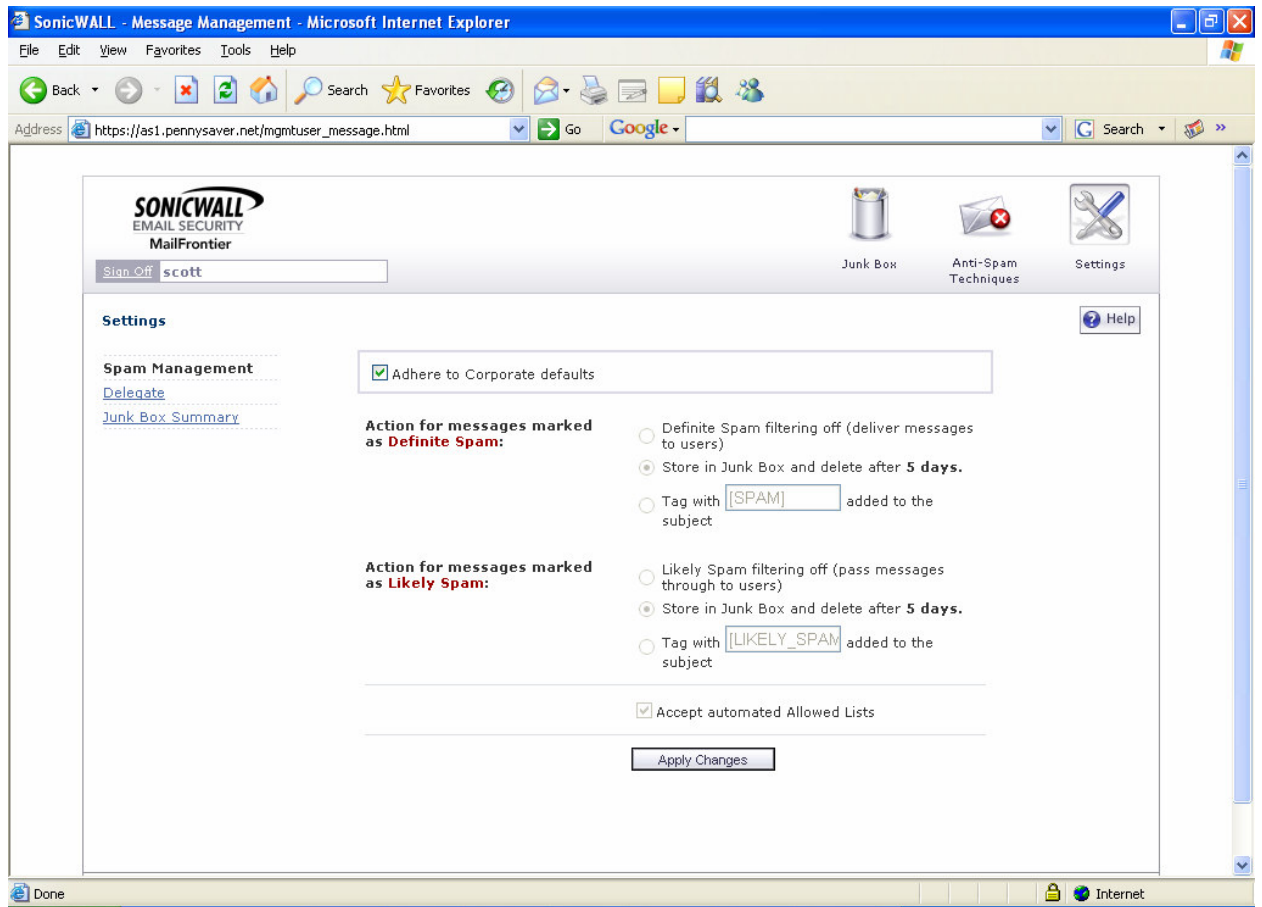 SonicWALL - Message Management - Microsoft Internet Explorer
File Edit View Favorites Tools Help
Back Search Favorites
Address https://as1.pennysaver.net/mgmtuser_message.html Go Google Search »
SONICWALL
EMAIL SECURITY
MailFrontier
Sign Off scott
Junk Box
Anti-Spam
Techniques
Settings
Settings
Help
Spam Management
Delegate
Junk Box Summary
Adhere to Corporate defaults
Action for messages marked
as Definite Spam:
Definite Spam filtering off (deliver messages
to users)
Store in Junk Box and delete after 5 days.
Tag with [SPAM] added to the
subject
Action for messages marked
as Likely Spam:
Likely Spam filtering off (pass messages
through to users)
Store in Junk Box and delete after 5 days.
Tag with [LIKELY_SPAM added to the
subject
Accept automated Allowed Lists
Apply Changes
Done Internet